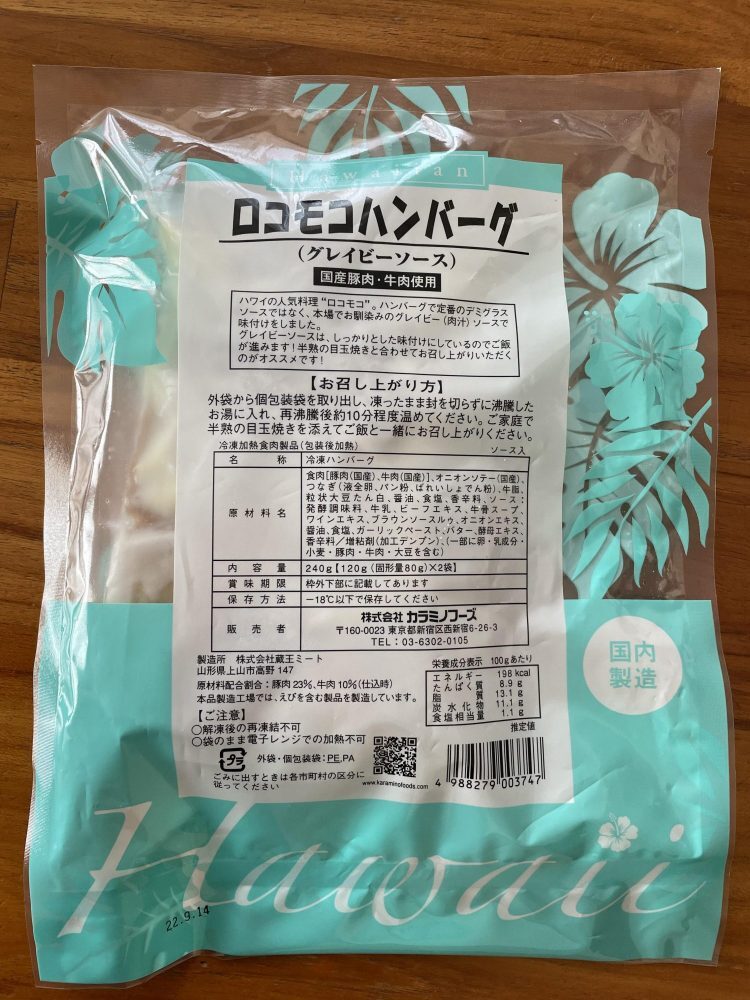 Hawaiian
ロコモコハンバーグ
(グレイビーソース)
国産豚肉・牛肉使用
ハワイの人気料理"ロコモコ"。ハンバーグで定番のデミグラス
ソースではなく、本場でお馴染みのグレイビー(肉汁)ソースで
味付けをしました。
グレービーソースは、しっかりとした味付けにしているのでご飯
が進みます!半熟の目玉焼きと合わせてお召し上がりいただく
のがオススメです!
【お召し上がり方】
外袋から個包装袋を取り出し、凍ったまま封を切らずに沸騰した
お湯に入れ、再沸騰後約10分程度温めてください。ご家庭で
半熟の目玉焼きを添えてご飯と一緒にお召し上がりください。
冷凍加熱食肉製品(包装後加熱) ソース入
名称 冷凍ハンバーグ
原材料名 食肉[豚肉(国産)、牛肉(国産)]、オニオンソテー(国産)、
つなぎ(液全卵、パン粉、ばれいしょでん粉)、牛脂、
粒状大豆たん白、醤油、食塩、香辛料、ソース:
発酵調味料、牛乳、ビーフエキス、牛骨スープ、
ワインエキス、ブラウンソースルゥ、オニオンエキス、
醤油、食塩、ガーリックペースト、バター、酵母エキス、
香辛料/増粘剤(加工デンプン)、(一部に卵・乳成分・
小麦・豚肉・牛肉・大豆を含む)
内容量 240g【120g(固形量80g)×2袋】
賞味期限 枠外下部に記載してあります
保存方法 -18℃以下で保存してください
販売者 株式会社 カラミノフーズ
〒160-0023 東京都新宿区西新宿6-26-3
TEL:03-6302-0105
製造所 株式会社蔵王ミート
山形県上山市高野147
原材料配合割合:豚肉23%、牛肉10%(仕込時)
本品製造工場では、えびを含む製品を製造しています。
【ご注意】
○解凍後の再凍結不可
○袋のまま電子レンジでの加熱不可
プラ
外袋・個包装袋:PE,PA
ごみに出すときは各市町村の区分に
従ってください
www.karaminofoods.com
栄養成分表示 100gあたり
エネルギー 198 kcal
たんぱく質 8.9 g
脂質 13.1 g
炭水化物 11.1 g
食塩相当量 1.1 g
推定値
4 988279 003747
国内
製造
Hawaii
22.9.14